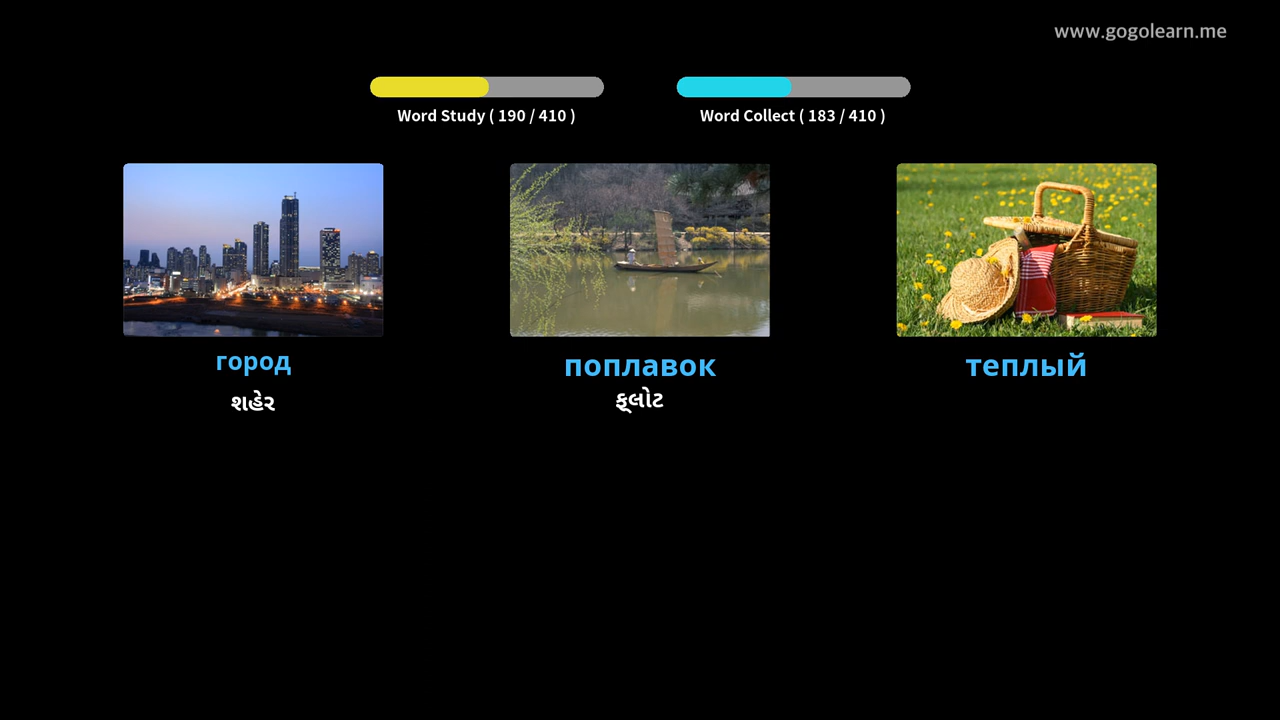 www.gogolearn.me
Word Study ( 190 / 410 )
Word Collect ( 183 / 410 )
город
поплавок
теплый
શહેર
ફ્લોટ